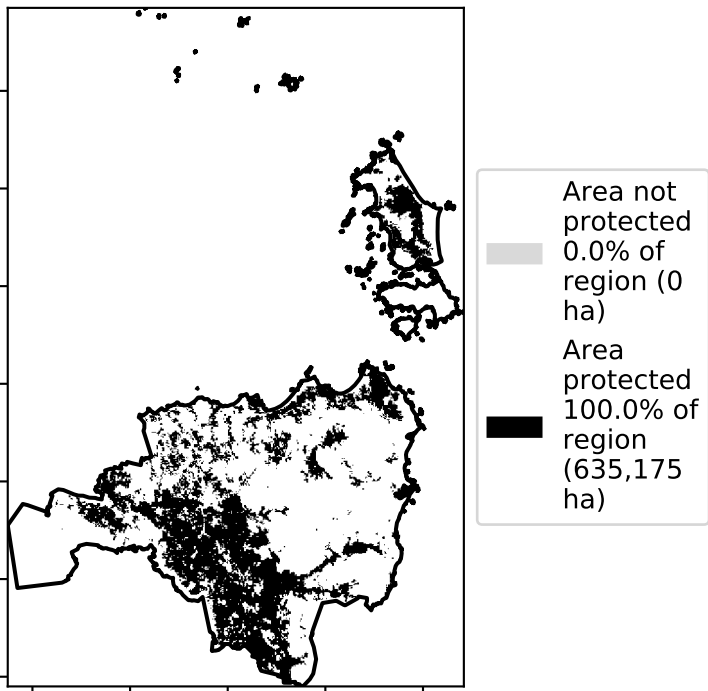 Area not
protected
0.0% of
region (0
ha)
Area
protected
100.0% of
region
(635,175
ha)